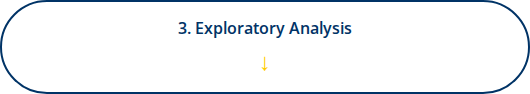 3. Exploratory Analysis
↓